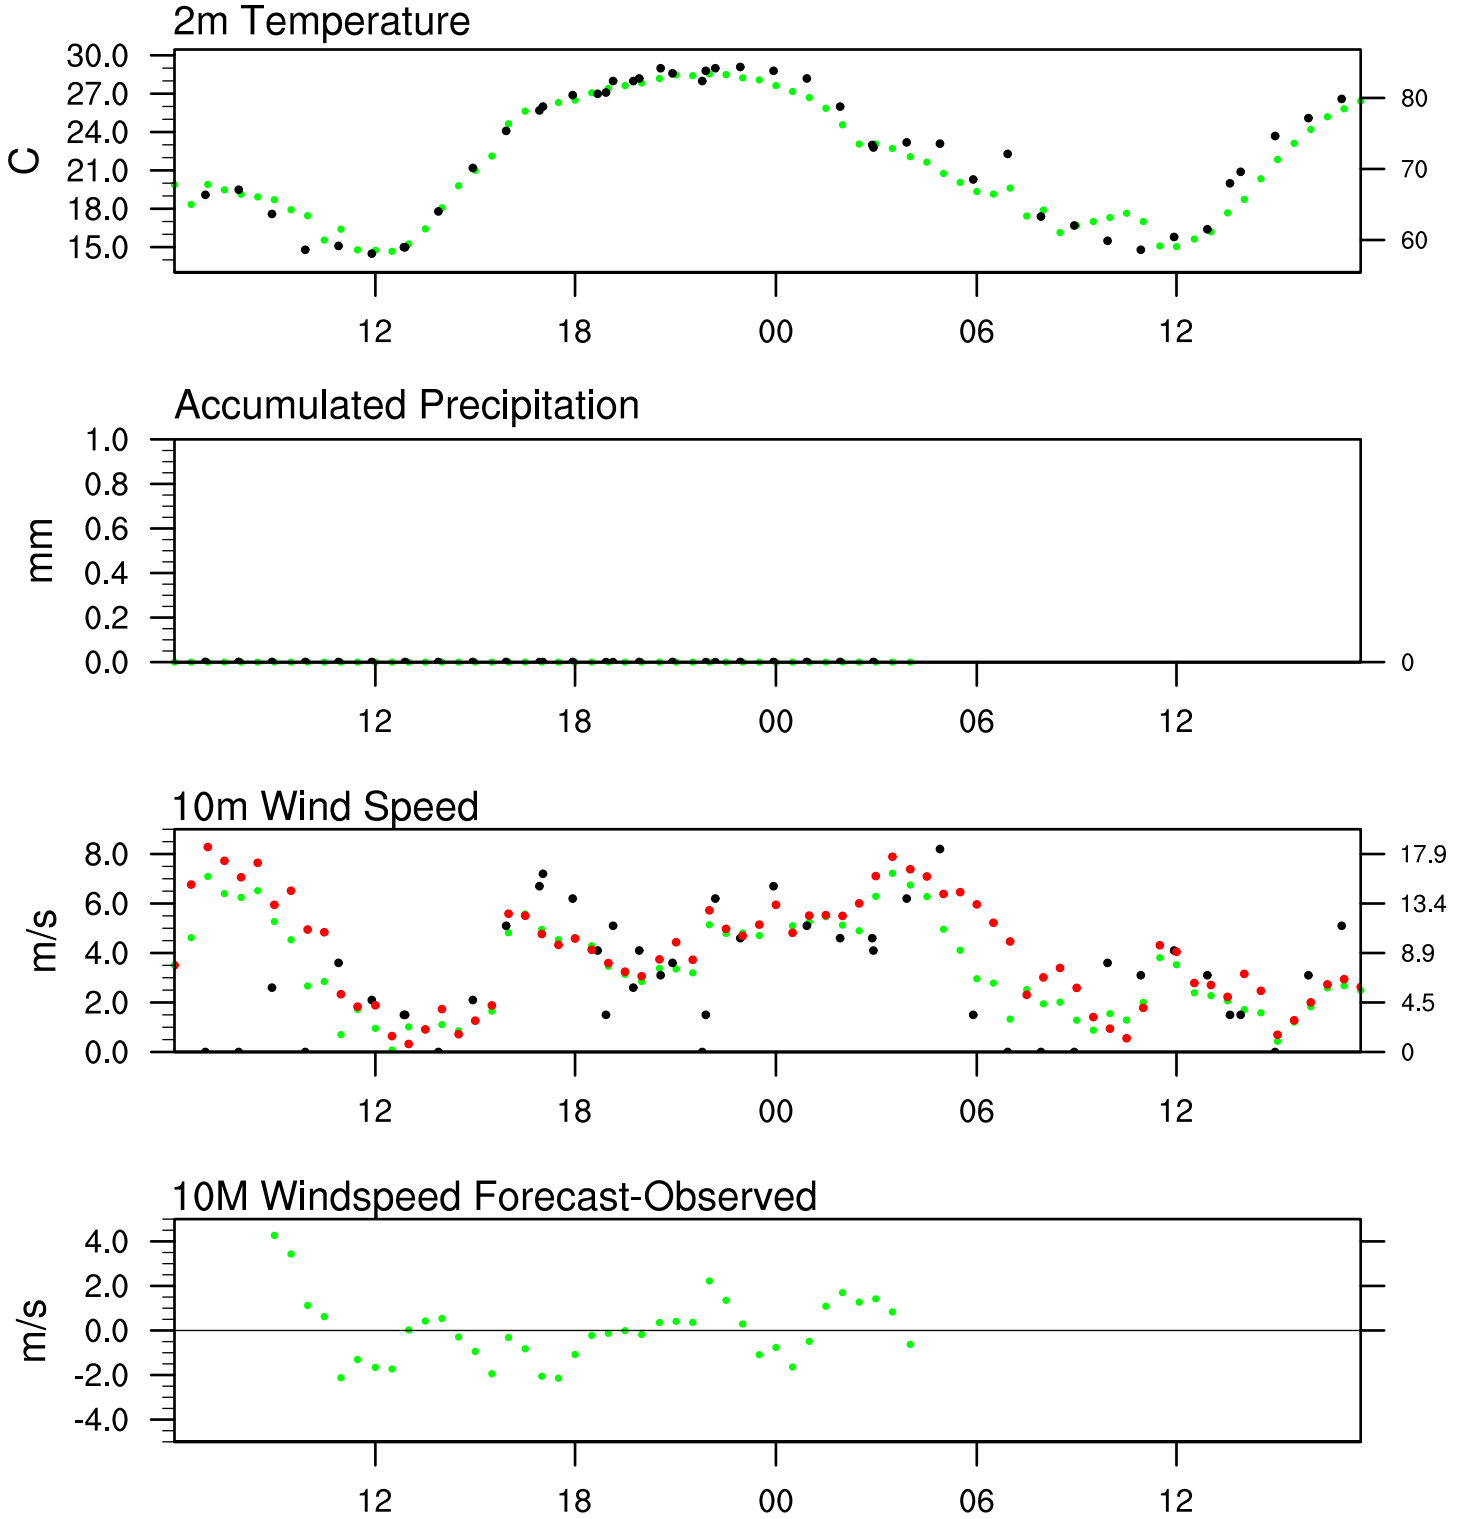 2m Temperature
30.0
27.0
24.0
21.0
18.0
15.0
C
80
70
60
12 18 00 06 12
Accumulated Precipitation
1.0
0.8
0.6
0.4
0.2
0.0
mm
0
12 18 00 06 12
10m Wind Speed
8.0
6.0
4.0
2.0
0.0
m/s
17.9
13.4
8.9
4.5
0
12 18 00 06 12
10M Windspeed Forecast-Observed
4.0
2.0
0.0
-2.0
-4.0
m/s
12 18 00 06 12